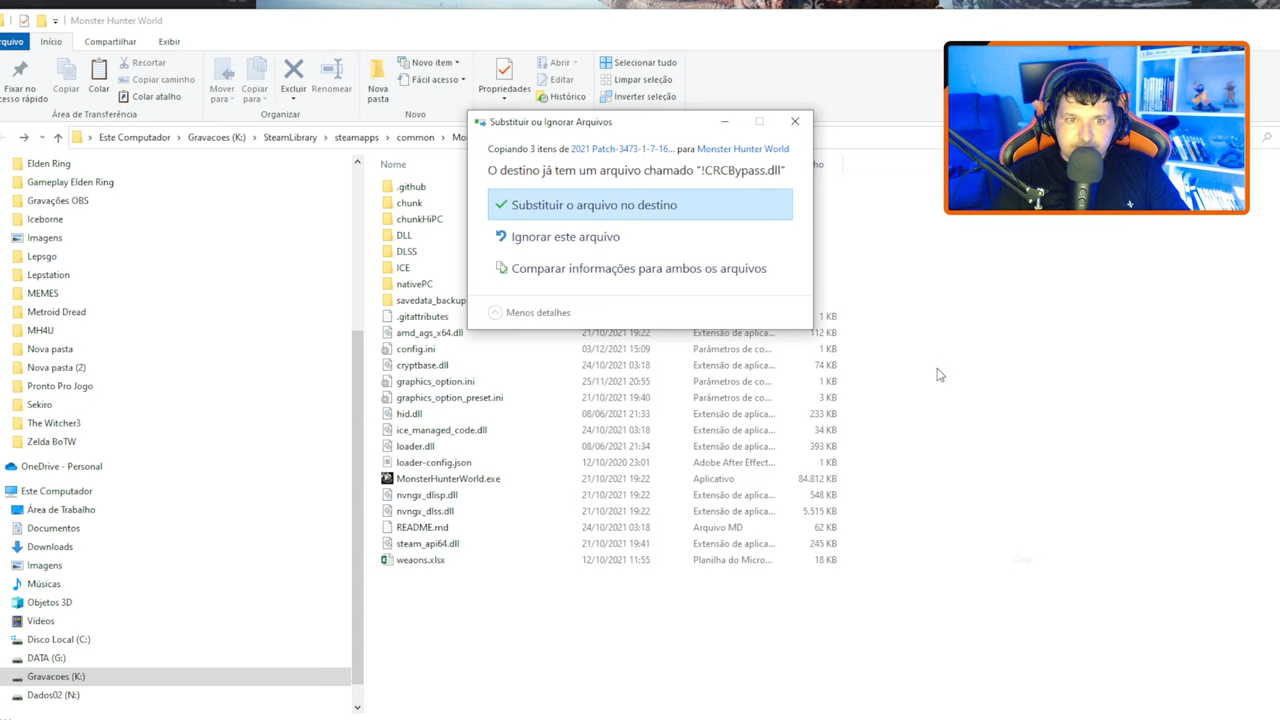 Monster Hunter World
Arquivo
Início
Compartilhar
Exibir
Fixar no
acesso rápido
Copiar
Colar
Recortar
Copiar caminho
Colar atalho
Área de Transferência
Mover
para
Copiar
para
Excluir
Renomear
Organizar
Nova
pasta
Novo item
Fácil acesso
Novo
Propriedades
Abrir
Editar
Histórico
Selecionar tudo
Limpar seleção
Inverter seleção
Este Computador > Gravacoes (K:) > SteamLibrary > steamapps > common > Mo
Elden Ring
Gameplay Elden Ring
Gravações OBS
Iceborne
Imagens
Lepsgo
Lepstation
MEMES
Metroid Dread
MH4U
Nova pasta
Nova pasta (2)
Pronto Pro Jogo
Sekiro
The Witcher3
Zelda BoTW
OneDrive - Personal
Este Computador
Área de Trabalho
Documentos
Downloads
Imagens
Músicas
Objetos 3D
Vídeos
Disco Local (C:)
DATA (G:)
Gravacoes (K:)
Dados02 (N:)
Nome
ho
.github
chunk
chunkHiPC
DLL
DLSS
ICE
nativePC
savedata_backup
.gitattributes 1 KB
amd_ags_x64.dll 21/10/2021 19:22 Extensão de aplica... 112 KB
config.ini 03/12/2021 15:09 Parâmetros de co... 1 KB
cryptbase.dll 24/10/2021 03:18 Extensão de aplica... 74 KB
graphics_option.ini 25/11/2021 20:55 Parâmetros de co... 1 KB
graphics_option_preset.ini 21/10/2021 19:40 Parâmetros de co... 3 KB
hid.dll 08/06/2021 21:33 Extensão de aplica... 233 KB
ice_managed_code.dll 24/10/2021 03:18 Extensão de aplica... 34 KB
loader.dll 08/06/2021 21:34 Extensão de aplica... 393 KB
loader-config.json 12/10/2020 23:01 Adobe After Effect... 1 KB
MonsterHunterWorld.exe 21/10/2021 19:22 Aplicativo 84.812 KB
nvngx_dlisp.dll 21/10/2021 19:22 Extensão de aplica... 548 KB
nvngx_dlss.dll 21/10/2021 19:22 Extensão de aplica... 5.515 KB
README.md 24/10/2021 03:18 Arquivo MD 62 KB
steam_api64.dll 21/10/2021 19:41 Extensão de aplica... 245 KB
weaons.xlsx 12/10/2021 11:55 Planilha do Micro... 18 KB
Substituir ou Ignorar Arquivos
Copiando 3 itens de 2021 Patch-3473-1-7-16... para Monster Hunter World
O destino já tem um arquivo chamado "!CRCBypass.dll"
Substituir o arquivo no destino
Ignorar este arquivo
Comparar informações para ambos os arquivos
Menos detalhes